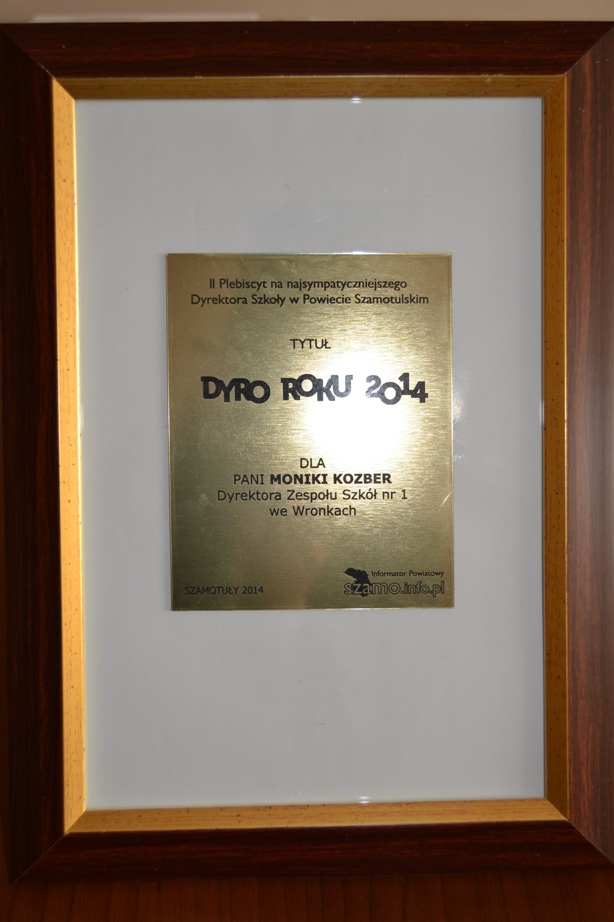 II Plebiscyt na najsympatyczniejszego
Dyrektora Szkoły w Powiecie Szamotulskim
TYTUŁ
DYRO ROKU 2014
DLA
PANI MONIKI KOZBER
Dyrektora Zespołu Szkół nr 1
we Wronkach
Informator Powiatowy
SZAMOTUŁY 2014 szamo.info.pl